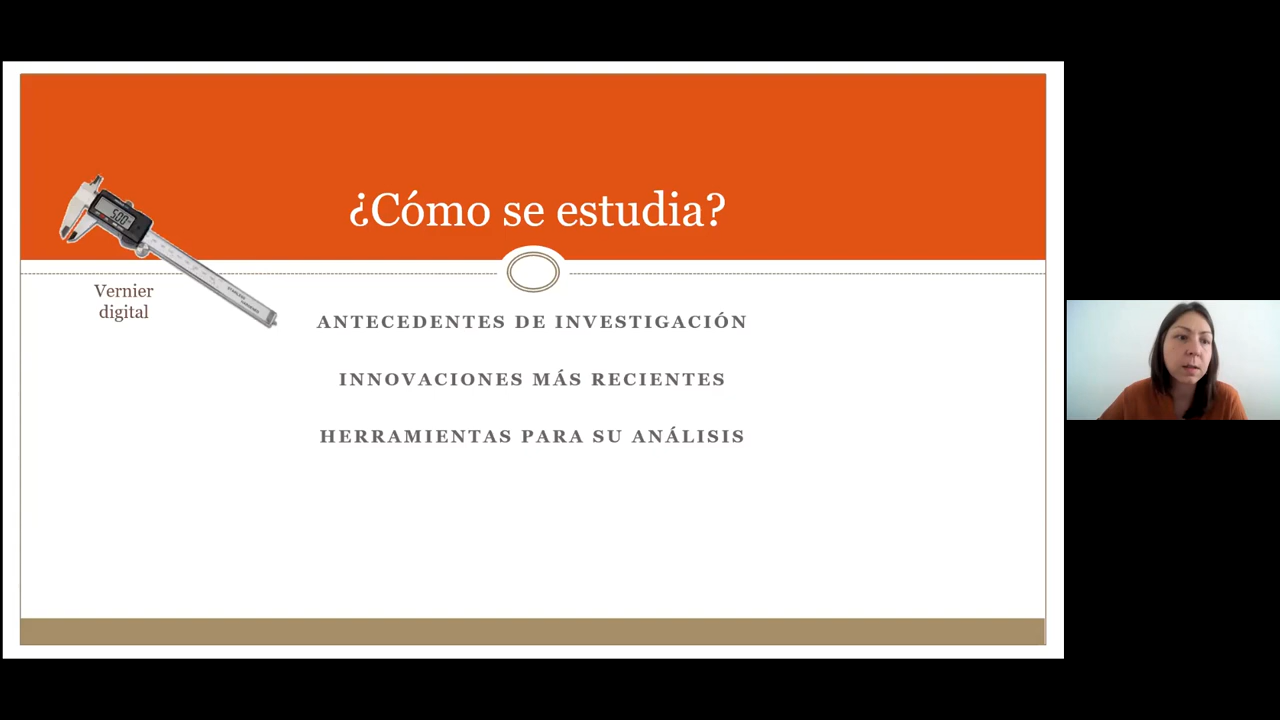 ¿Cómo se estudia?
Vernier
digital
ANTECEDENTES DE INVESTIGACIÓN
INNOVACIONES MÁS RECIENTES
HERRAMIENTAS PARA SU ANÁLISIS